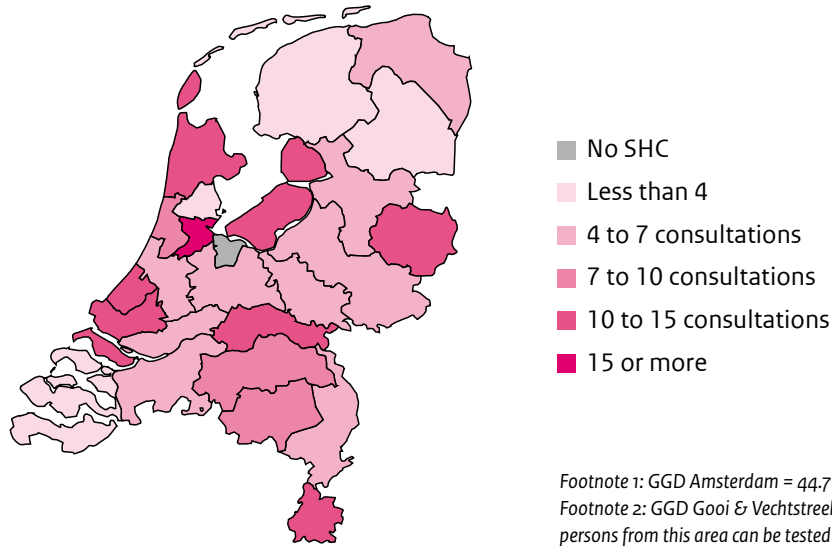 No SHC
Less than 4
4 to 7 consultations
7 to 10 consultations
10 to 15 consultations
15 or more
Footnote 1: GGD Amsterdam = 44.7
Footnote 2: GGD Gooi & Vechtstreek
persons from this area can be tested